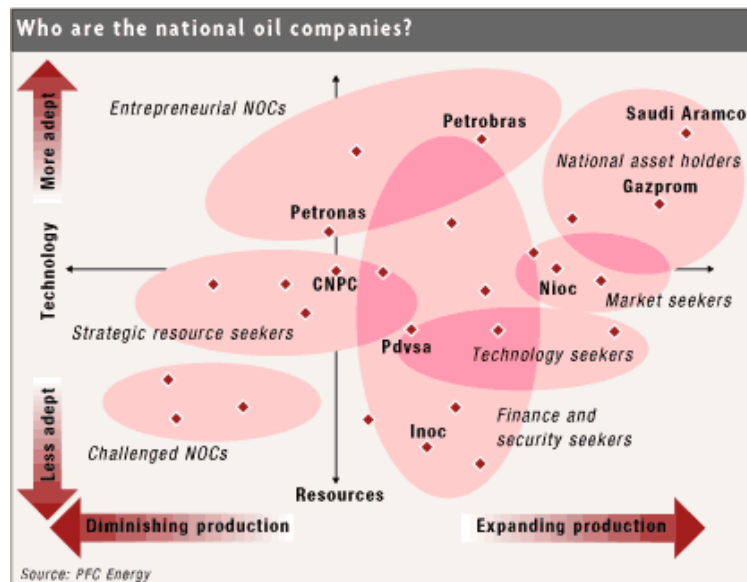 Who are the national oil companies?
More adept
Technology
Less adept
Entrepreneurial NOCs
Petrobras
Saudi Aramco
National asset holders
Gazprom
Petronas
CNPC
Nioc
Market seekers
Strategic resource seekers
Pdvsa
Technology seekers
Challenged NOCs
Inoc
Finance and
security seekers
Resources
Diminishing production
Expanding production
Source: PFC Energy